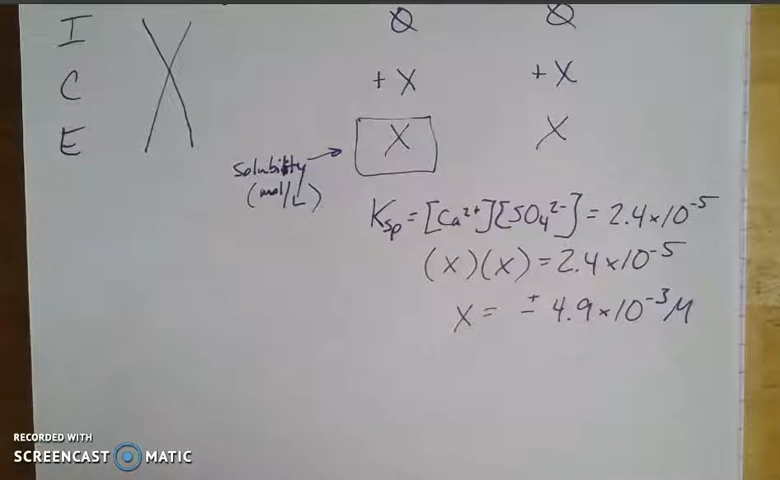 I 0 0
C +X +X
E X X
Solubility
(mol/L)
Ksp = [Ca²⁺][SO₄²⁻] = 2.4×10⁻⁵
(x)(x) = 2.4×10⁻⁵
X = ± 4.9×10⁻³ M
RECORDED WITH
SCREENCAST MATIC